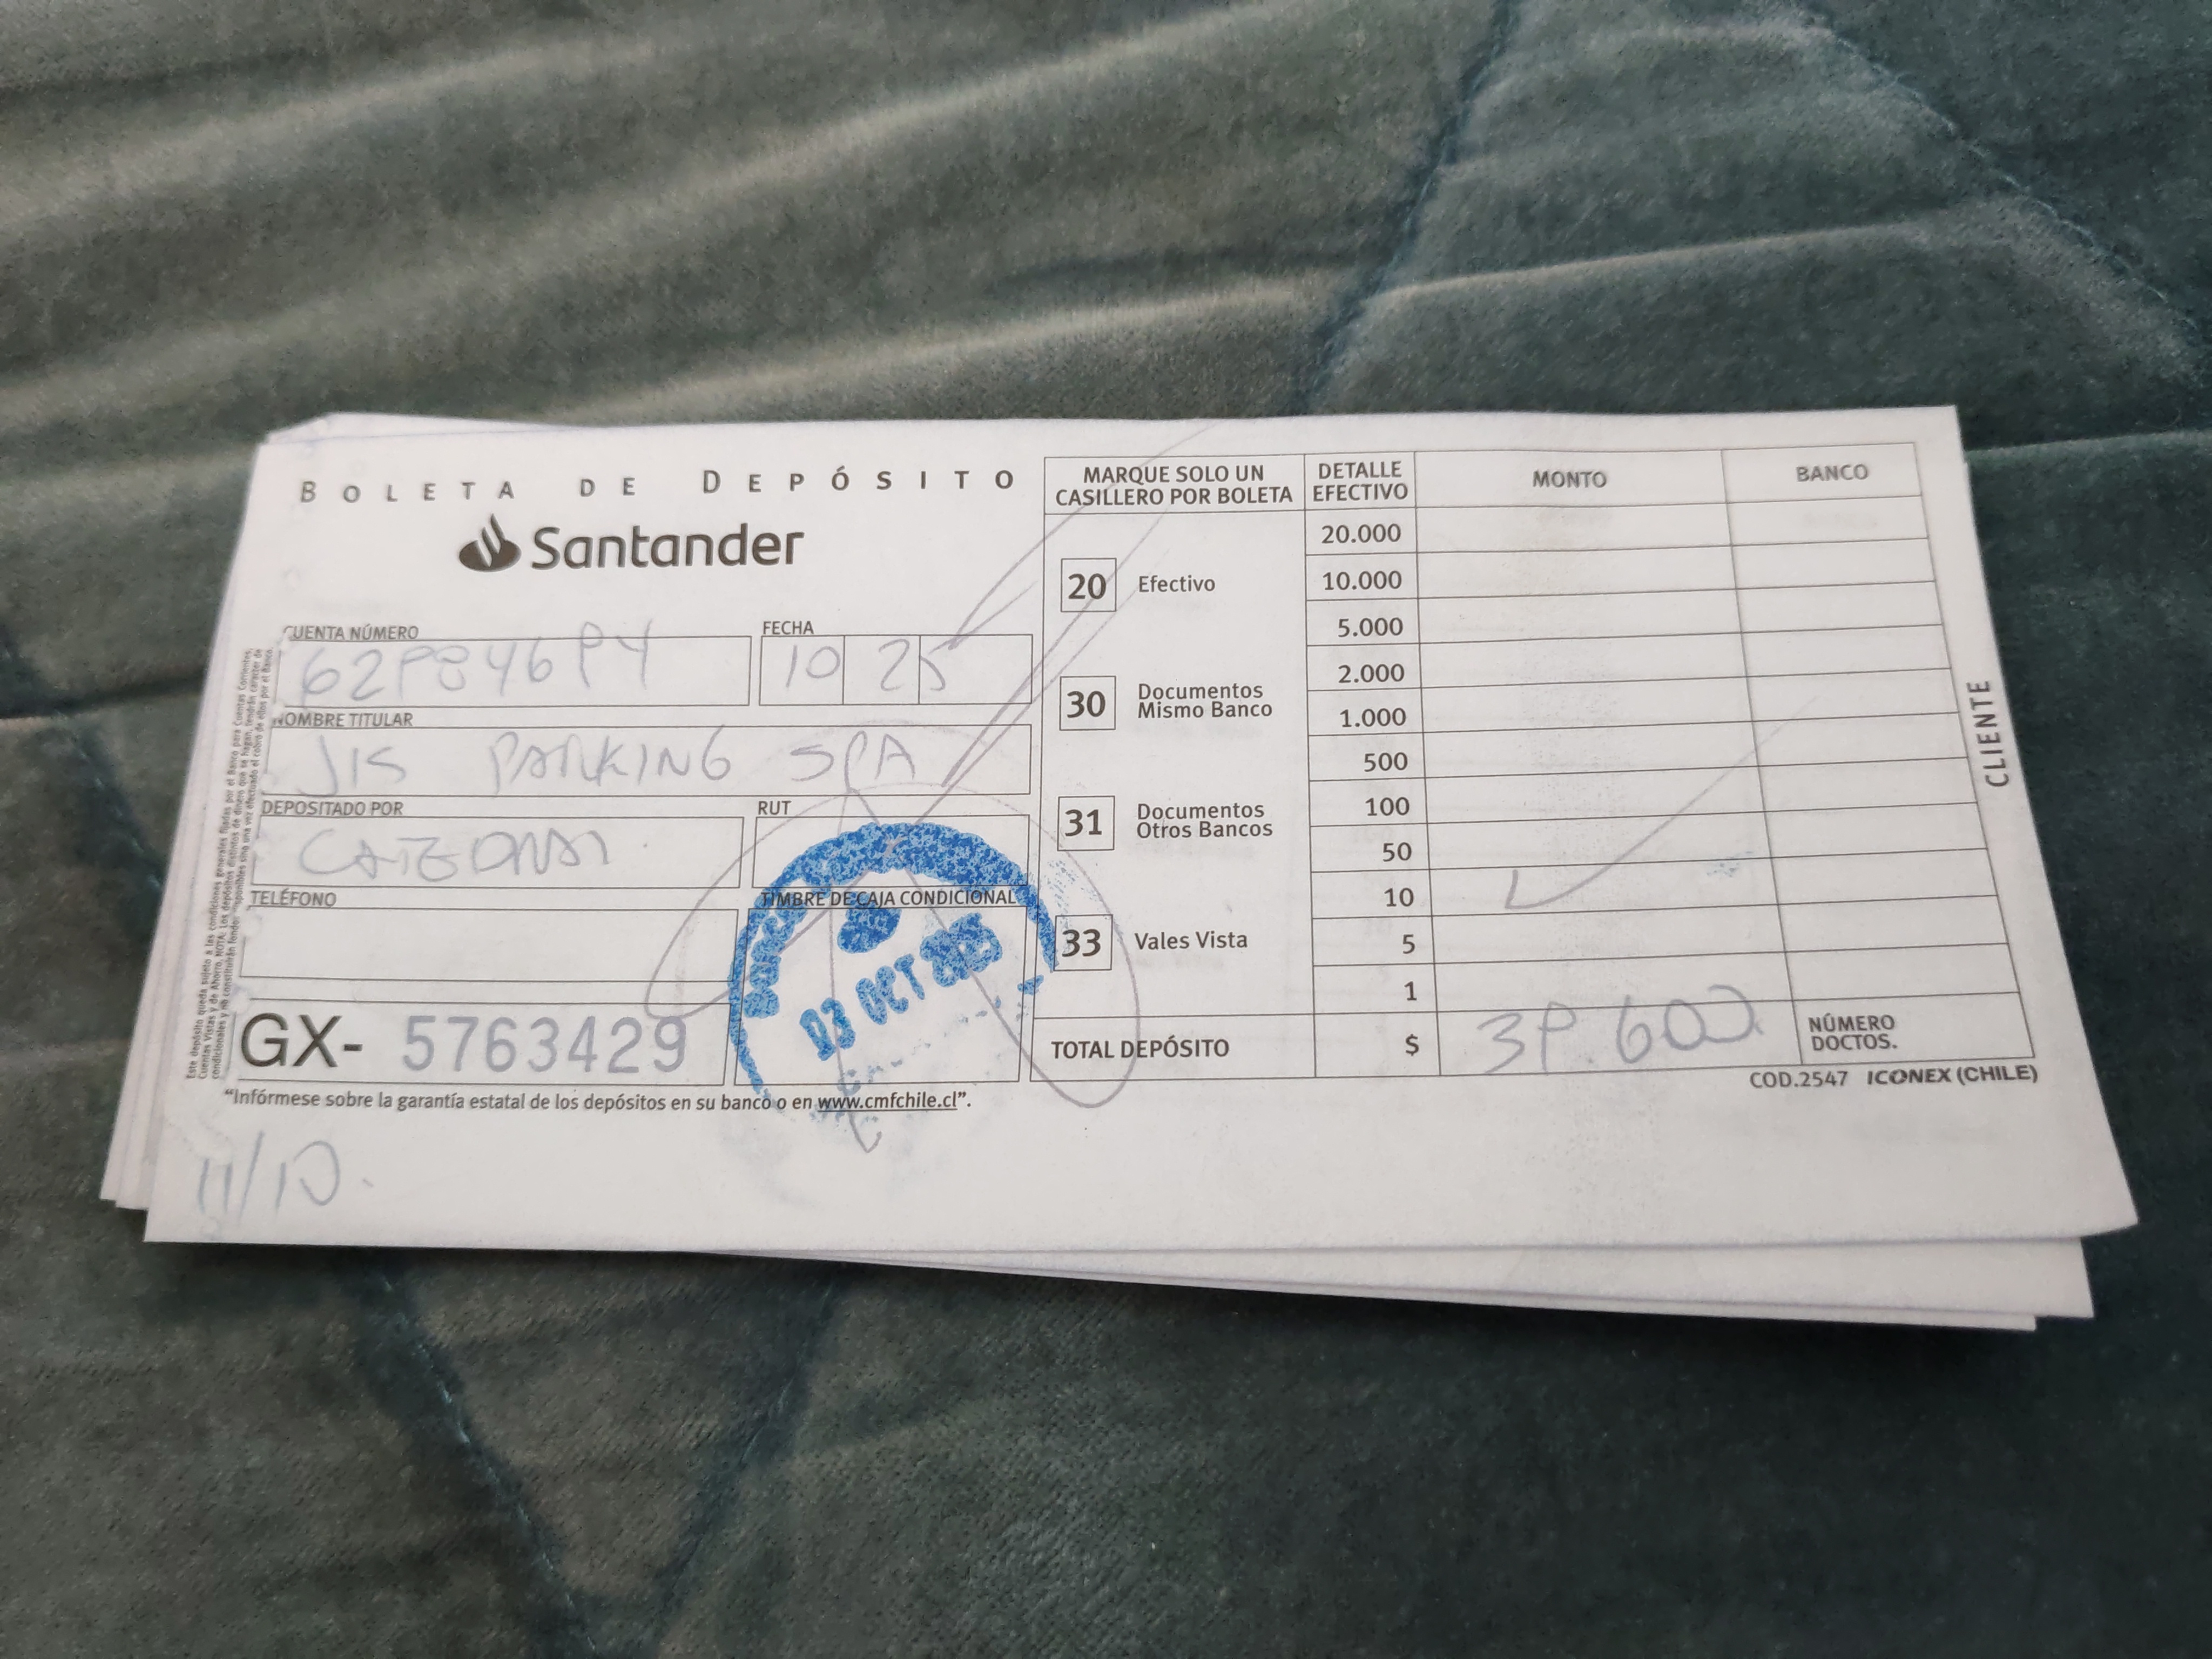 BOLETA DE DEPÓSITO
Santander
CUENTA NÚMERO
62984694
FECHA
10 25
NOMBRE TITULAR
JIS PARKING SPA
DEPOSITADO POR
RUT
TELÉFONO
TIMBRE DE CAJA CONDICIONAL
03 OCT 2025
GX- 5763429
"Infórmese sobre la garantía estatal de los depósitos en su banco o en www.cmfchile.cl".
11/10.
MARQUE SOLO UN
CASILLERO POR BOLETA
20 Efectivo
30 Documentos
Mismo Banco
31 Documentos
Otros Bancos
33 Vales Vista
DETALLE
EFECTIVO
MONTO
BANCO
20.000
10.000
5.000
2.000
1.000
500
100
50
10
5
1
TOTAL DEPÓSITO $ 39.600.
NÚMERO
DOCTOS.
COD.2547 ICONEX (CHILE)
CLIENTE